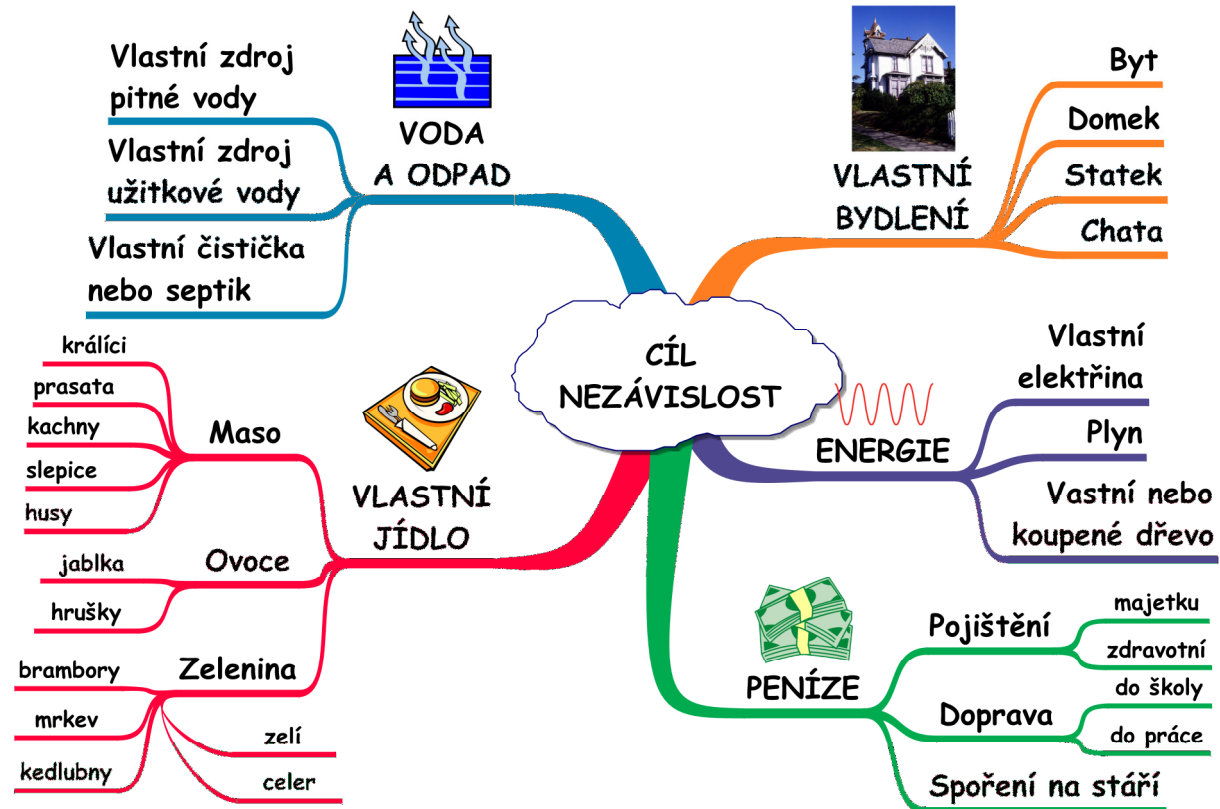 CÍL
NEZÁVISLOST
VODA
A ODPAD
Vlastní zdroj
pitné vody
Vlastní zdroj
užitkové vody
Vlastní čistička
nebo septik
VLASTNÍ
BYDLENÍ
Byt
Domek
Statek
Chata
ENERGIE
Vlastní
elektřina
Plyn
Vastní nebo
koupené dřevo
PENÍZE
Pojištění
majetku
zdravotní
Doprava
do školy
do práce
Spoření na stáří
VLASTNÍ
JÍDLO
Maso
králíci
prasata
kachny
slepice
husy
Ovoce
jablka
hrušky
Zelenina
brambory
mrkev
kedlubny
zelí
celer